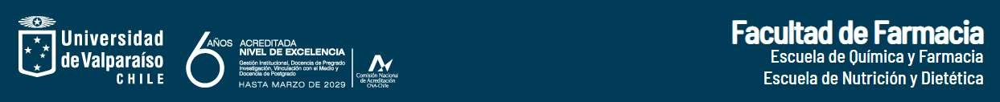 Universidad
de Valparaíso
CHILE
6 AÑOS
ACREDITADA
NIVEL DE EXCELENCIA
Gestión Institucional, Docencia de Pregrado
Investigación, Vinculación con el Medio y
Docencia de Postgrado
HASTA MARZO DE 2029
Comisión Nacional
de Acreditación
CNA-Chile
Facultad de Farmacia
Escuela de Química y Farmacia
Escuela de Nutrición y Dietética